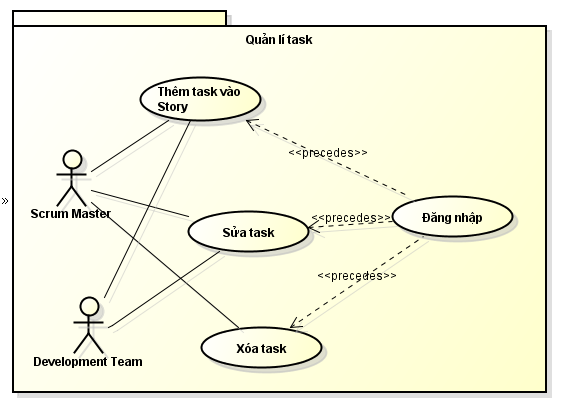 Quản lí task
Thêm task vào
Story
<<precedes>>
Scrum Master
Sửa task
<<precedes>>
Đăng nhập
<<precedes>>
Development Team
Xóa task